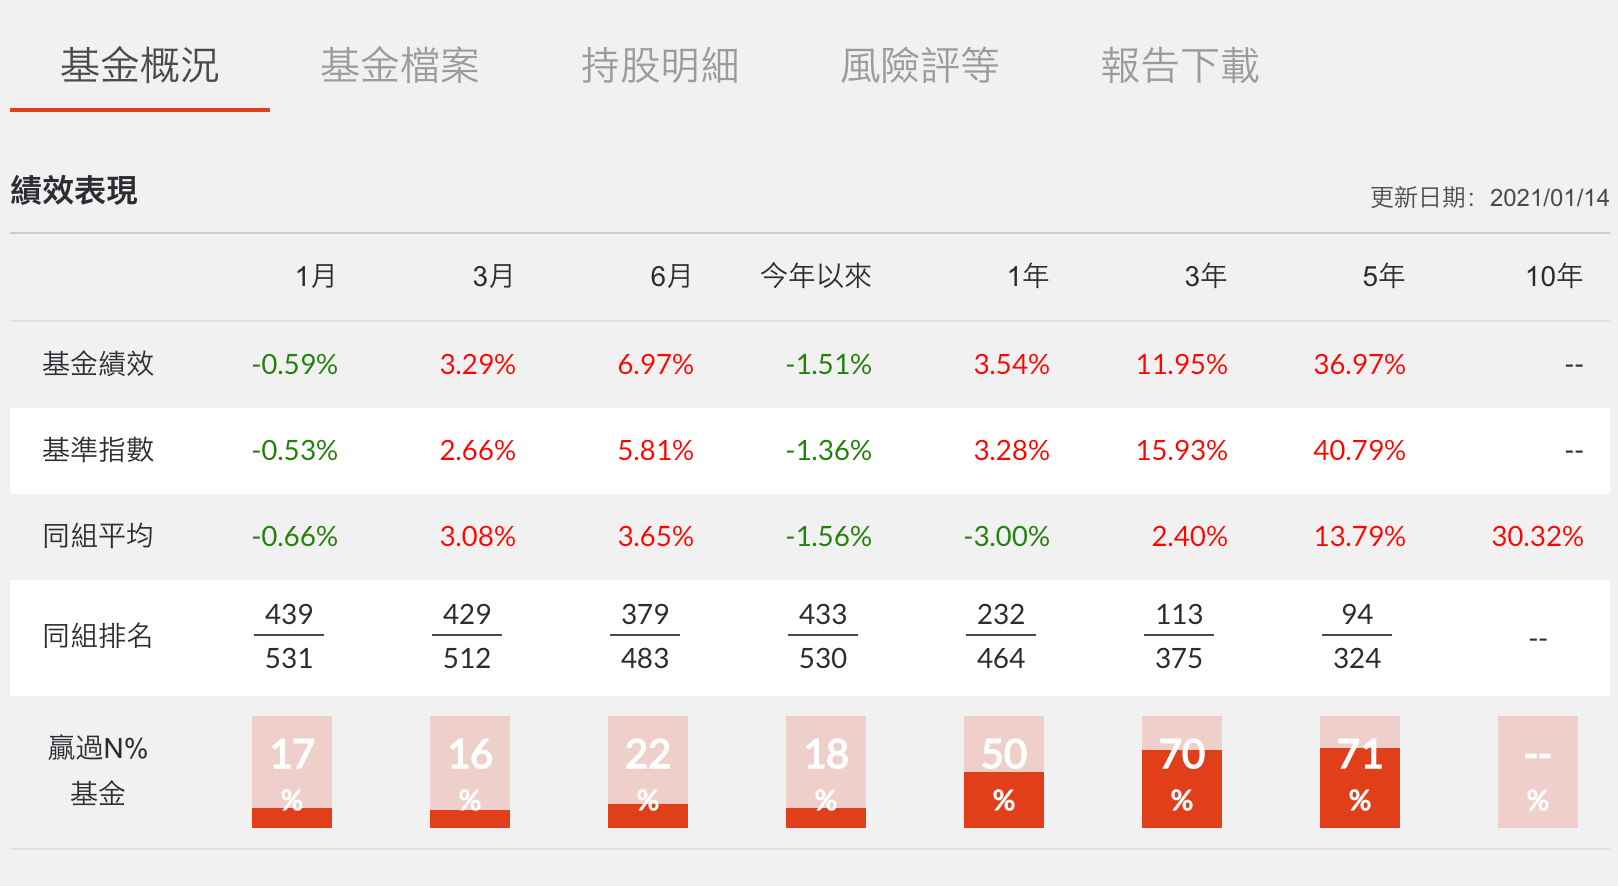 基金概況 基金檔案 持股明細 風險評等 報告下載
績效表現 更新日期：2021/01/14
1月 3月 6月 今年以來 1年 3年 5年 10年
基金績效 -0.59% 3.29% 6.97% -1.51% 3.54% 11.95% 36.97% --
基準指數 -0.53% 2.66% 5.81% -1.36% 3.28% 15.93% 40.79% --
同組平均 -0.66% 3.08% 3.65% -1.56% -3.00% 2.40% 13.79% 30.32%
439 429 379 433 232 113 94
同組排名 --
531 512 483 530 464 375 324
贏過N% 17 16 22 18 50 70 71 --
基金 % % % % % % % %